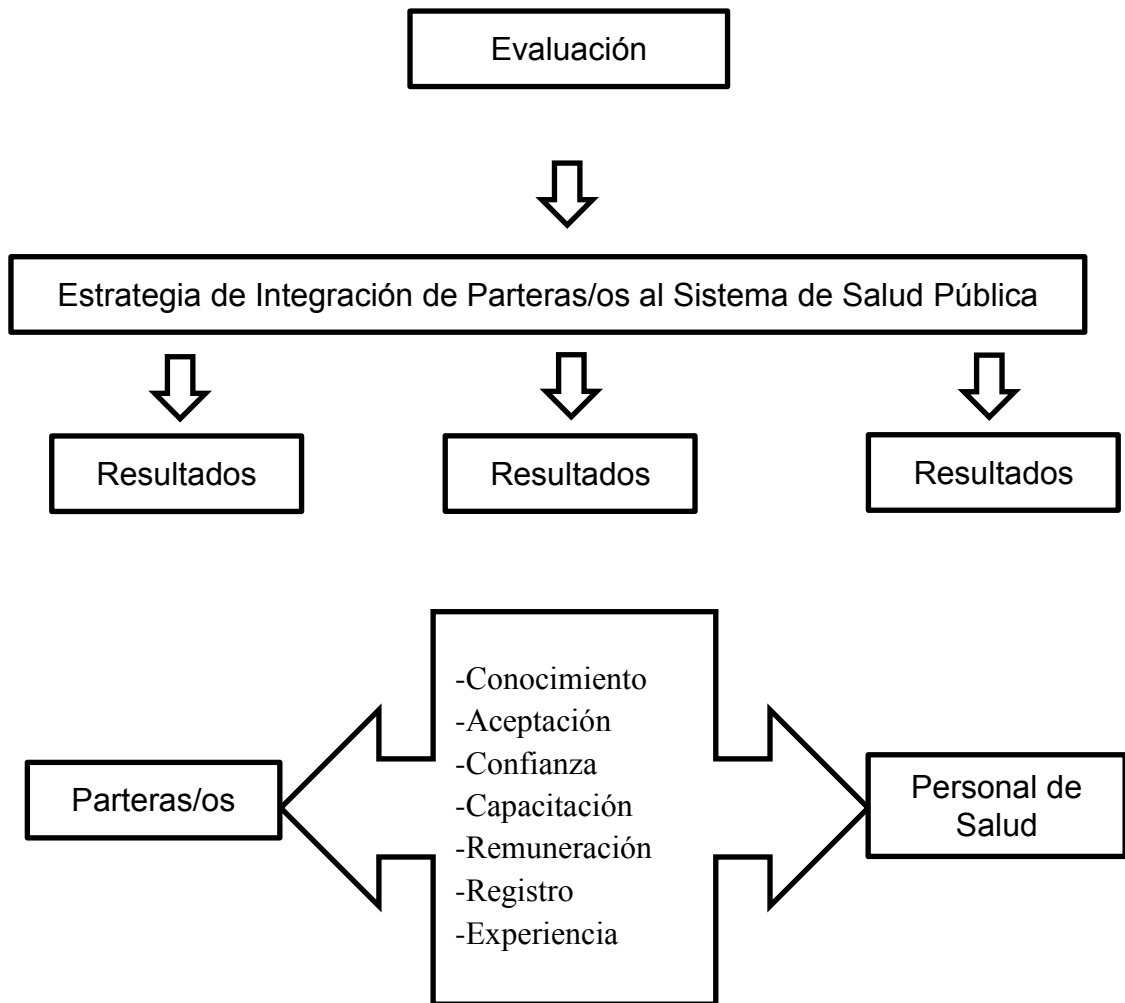 Evaluación
Estrategia de Integración de Parteras/os al Sistema de Salud Pública
Resultados
Resultados
Resultados
-Conocimiento
-Aceptación
-Confianza
-Capacitación
-Remuneración
-Registro
-Experiencia
Parteras/os
Personal de
Salud